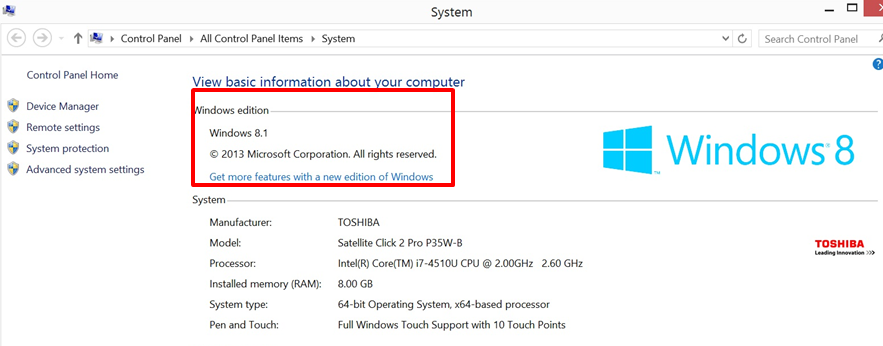 System
Control Panel
All Control Panel Items
System
Search Control Panel
Control Panel Home
Device Manager
Remote settings
System protection
Advanced system settings
View basic information about your computer
Windows edition
Windows 8.1
© 2013 Microsoft Corporation. All rights reserved.
Get more features with a new edition of Windows
Windows 8
System
Manufacturer: TOSHIBA
Model: Satellite Click 2 Pro P35W-B
Processor: Intel(R) Core(TM) i7-4510U CPU @ 2.00GHz 2.60 GHz
Installed memory (RAM): 8.00 GB
System type: 64-bit Operating System, x64-based processor
Pen and Touch: Full Windows Touch Support with 10 Touch Points
TOSHIBA
Leading Innovation >>>